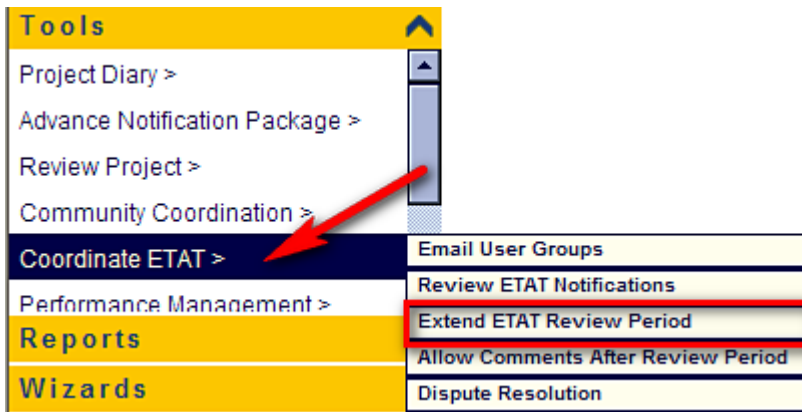 Tools
Project Diary >
Advance Notification Package >
Review Project >
Community Coordination >
Coordinate ETAT >
Performance Management >
Reports
Wizards
Email User Groups
Review ETAT Notifications
Extend ETAT Review Period
Allow Comments After Review Period
Dispute Resolution